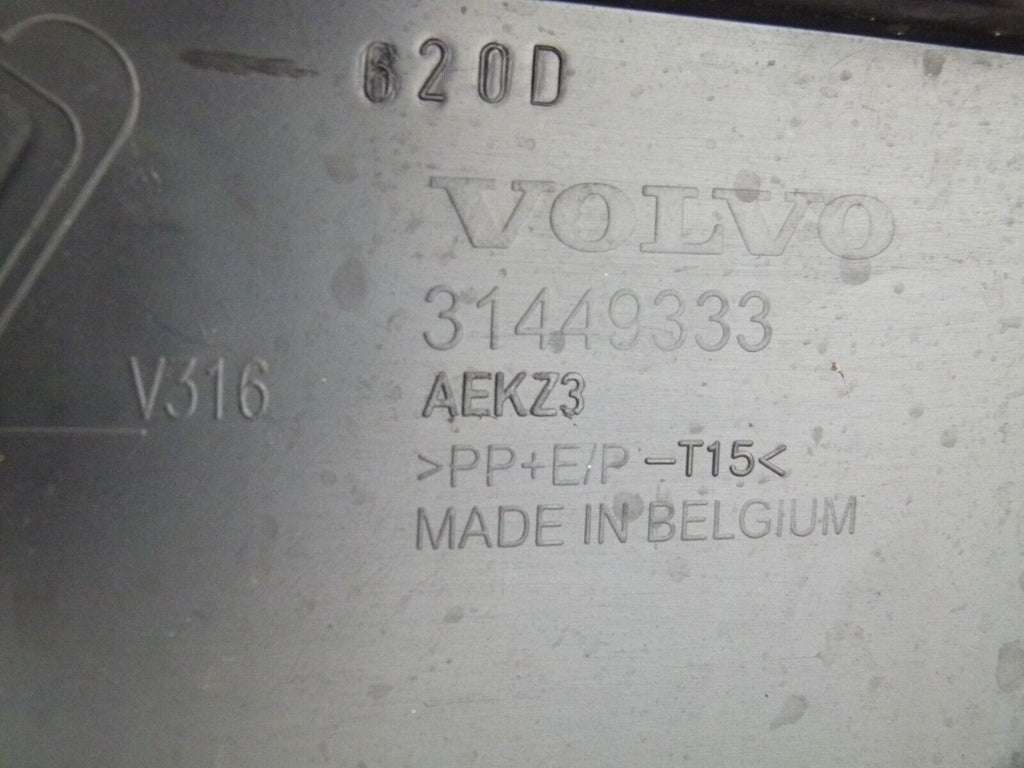 620D
VOLVO
31449333
V316
AEKZ3
>PP+E/P -T15<
MADE IN BELGIUM